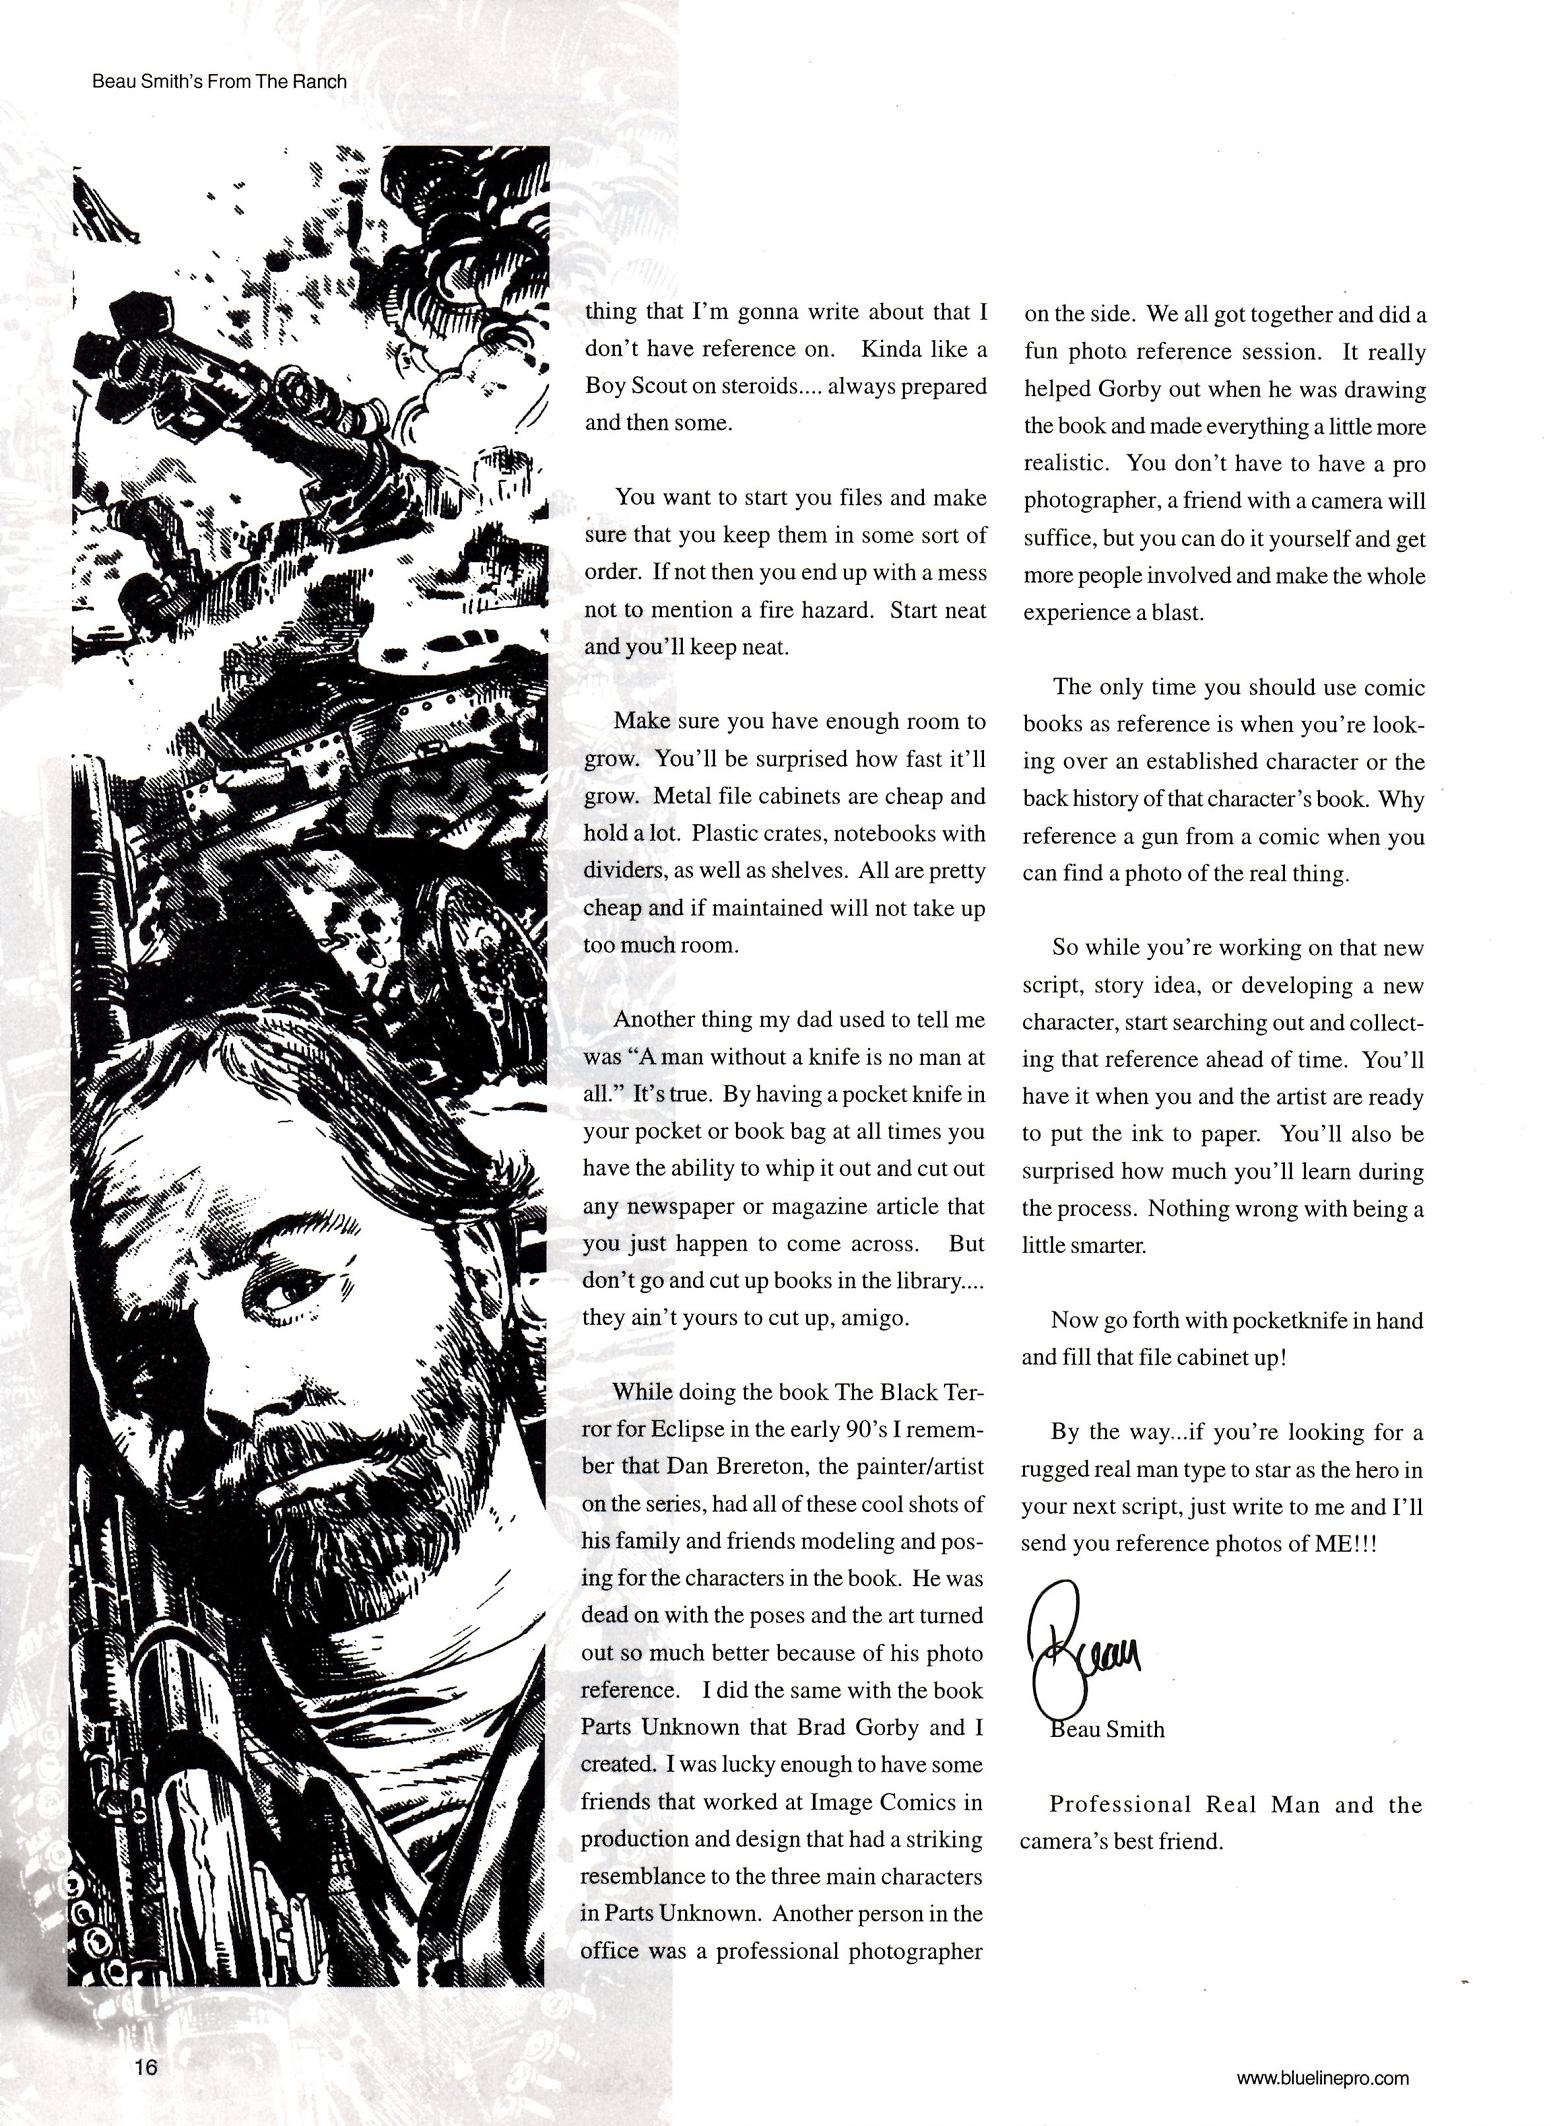 Beau Smith's From The Ranch
thing that I'm gonna write about that I
don't have reference on. Kinda like a
Boy Scout on steroids.... always prepared
and then some.
You want to start you files and make
sure that you keep them in some sort of
order. If not then you end up with a mess
not to mention a fire hazard. Start neat
and you'll keep neat.
Make sure you have enough room to
grow. You'll be surprised how fast it'll
grow. Metal file cabinets are cheap and
hold a lot. Plastic crates, notebooks with
dividers, as well as shelves. All are pretty
cheap and if maintained will not take up
too much room.
Another thing my dad used to tell me
was “A man without a knife is no man at
all.” It's true. By having a pocket knife in
your pocket or book bag at all times you
have the ability to whip it out and cut out
any newspaper or magazine article that
you just happen to come across. But
don't go and cut up books in the library....
they ain't yours to cut up, amigo.
While doing the book The Black Ter-
ror for Eclipse in the early 90's I remem-
ber that Dan Brereton, the painter/artist
on the series, had all of these cool shots of
his family and friends modeling and pos-
ing for the characters in the book. He was
dead on with the poses and the art turned
out so much better because of his photo
reference. I did the same with the book
Parts Unknown that Brad Gorby and I
created. I was lucky enough to have some
friends that worked at Image Comics in
production and design that had a striking
resemblance to the three main characters
in Parts Unknown. Another person in the
office was a professional photographer
on the side. We all got together and did a
fun photo reference session. It really
helped Gorby out when he was drawing
the book and made everything a little more
realistic. You don't have to have a pro
photographer, a friend with a camera will
suffice, but you can do it yourself and get
more people involved and make the whole
experience a blast.
The only time you should use comic
books as reference is when you're look-
ing over an established character or the
back history of that character's book. Why
reference a gun from a comic when you
can find a photo of the real thing.
So while you're working on that new
script, story idea, or developing a new
character, start searching out and collect-
ing that reference ahead of time. You'll
have it when you and the artist are ready
to put the ink to paper. You'll also be
surprised how much you'll learn during
the process. Nothing wrong with being a
little smarter.
Now go forth with pocketknife in hand
and fill that file cabinet up!
By the way...if you're looking for a
rugged real man type to star as the hero in
your next script, just write to me and I'll
send you reference photos of ME!!!
Beau
Beau Smith
Professional Real Man and the
camera's best friend.
16
www.bluelinepro.com